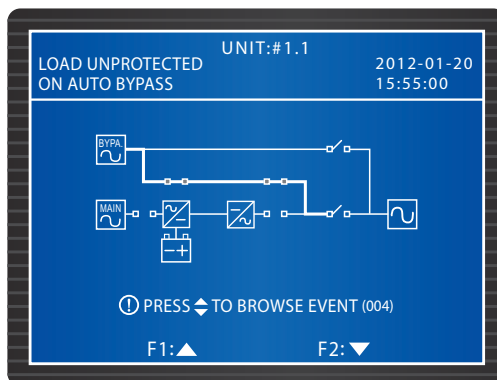 UNIT:#1.1
LOAD UNPROTECTED
ON AUTO BYPASS
2012-01-20
15:55:00
BYPA.
MAIN
PRESS TO BROWSE EVENT (004)
F1:
F2: